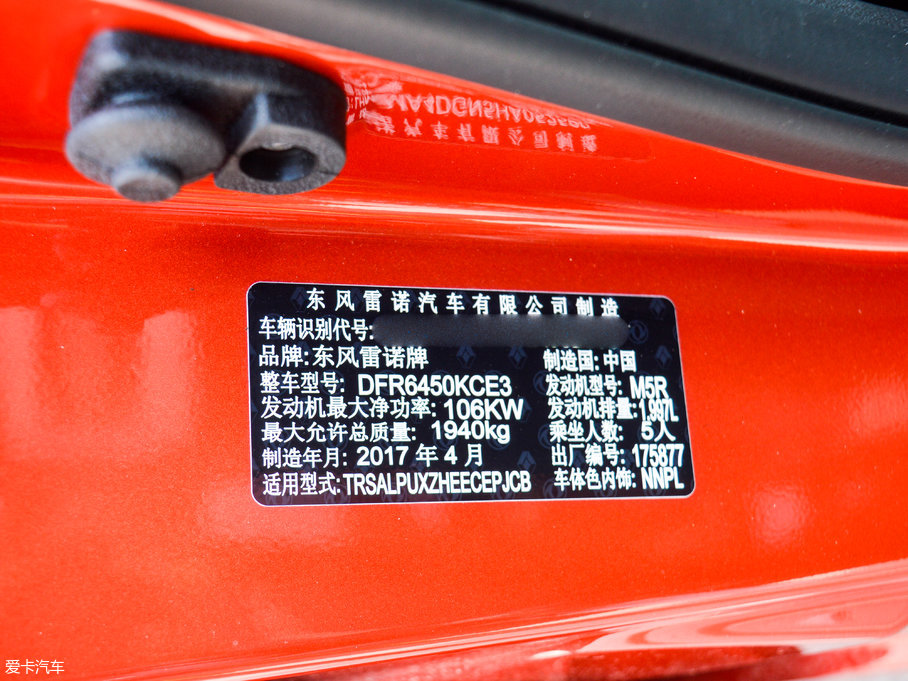 东风雷诺汽车有限公司制造
车辆识别代号:
品牌:东风雷诺牌 制造国:中国
整车型号: DFR6450KCE3 发动机型号: M5R
发动机最大净功率: 106KW 发动机排量:1.997L
最大允许总质量: 1940kg 乘坐人数: 5人
制造年月: 2017 年 4 月 出厂编号: 175877
适用型式:TRSALPUXZHEECEPJCB 车体色内饰: NNPL
爱卡汽车